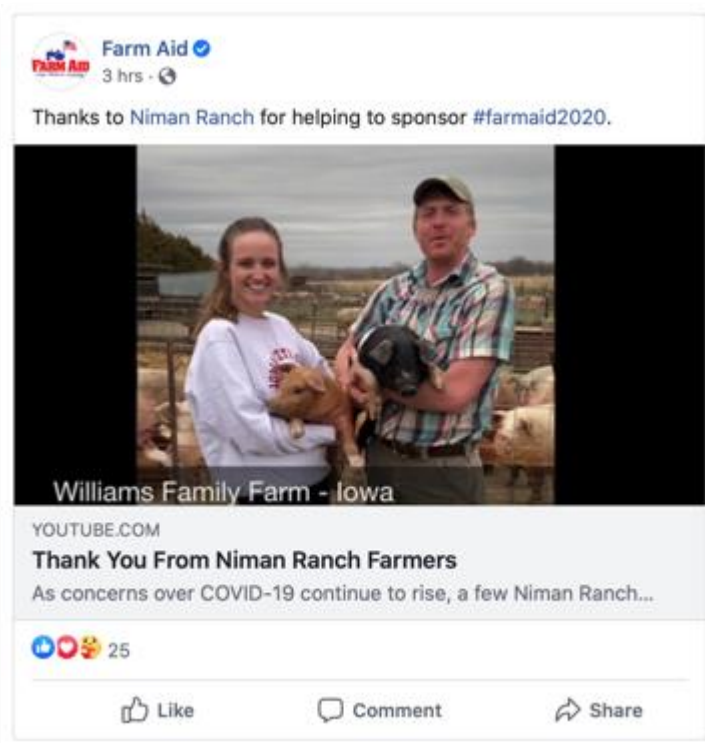 FARM AID
Farm Aid
3 hrs ·
Thanks to Niman Ranch for helping to sponsor #farmaid2020.
Williams Family Farm - Iowa
YOUTUBE.COM
Thank You From Niman Ranch Farmers
As concerns over COVID-19 continue to rise, a few Niman Ranch...
25
Like Comment Share